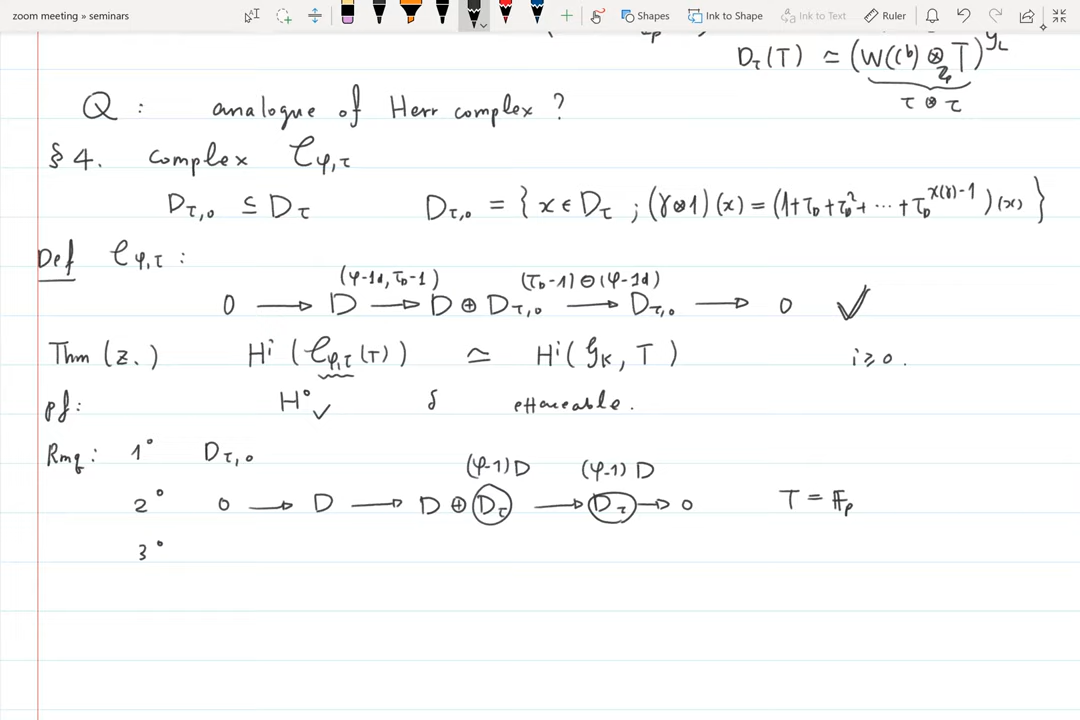 zoom meeting » seminars
Shapes Ink to Shape Ink to Text Ruler
D_τ(T) ≃ (W(C^♭) ⊗_{ℤ_p} T)^{𝒢_L}
τ ⊗ τ
Q : analogue of Herr complex ?
§ 4. complex 𝒞_{φ,τ}
D_{τ,0} ⊆ D_τ D_{τ,0} = { x ∈ D_τ ; (γ⊗1)(x) = (1+τ_D+τ_D^2+ ⋯ +τ_D^{χ(γ)-1})(x) }
Def 𝒞_{φ,τ} :
(φ-id, τ_D-1) (τ_D-1)⊖(φ-id)
0 → D → D ⊕ D_{τ,0} → D_{τ,0} → 0 ✓
Thm (Z.) H^i (𝒞_{φ,τ}(T)) ≃ H^i(𝒢_K, T) i ≥ 0.
pf: H^0 ✓ δ effaceable.
Rmq: 1° D_{τ,0}
(φ-1)D (φ-1)D
2° 0 → D → D ⊕ D_τ → D_τ → 0 T = 𝔽_p
3°